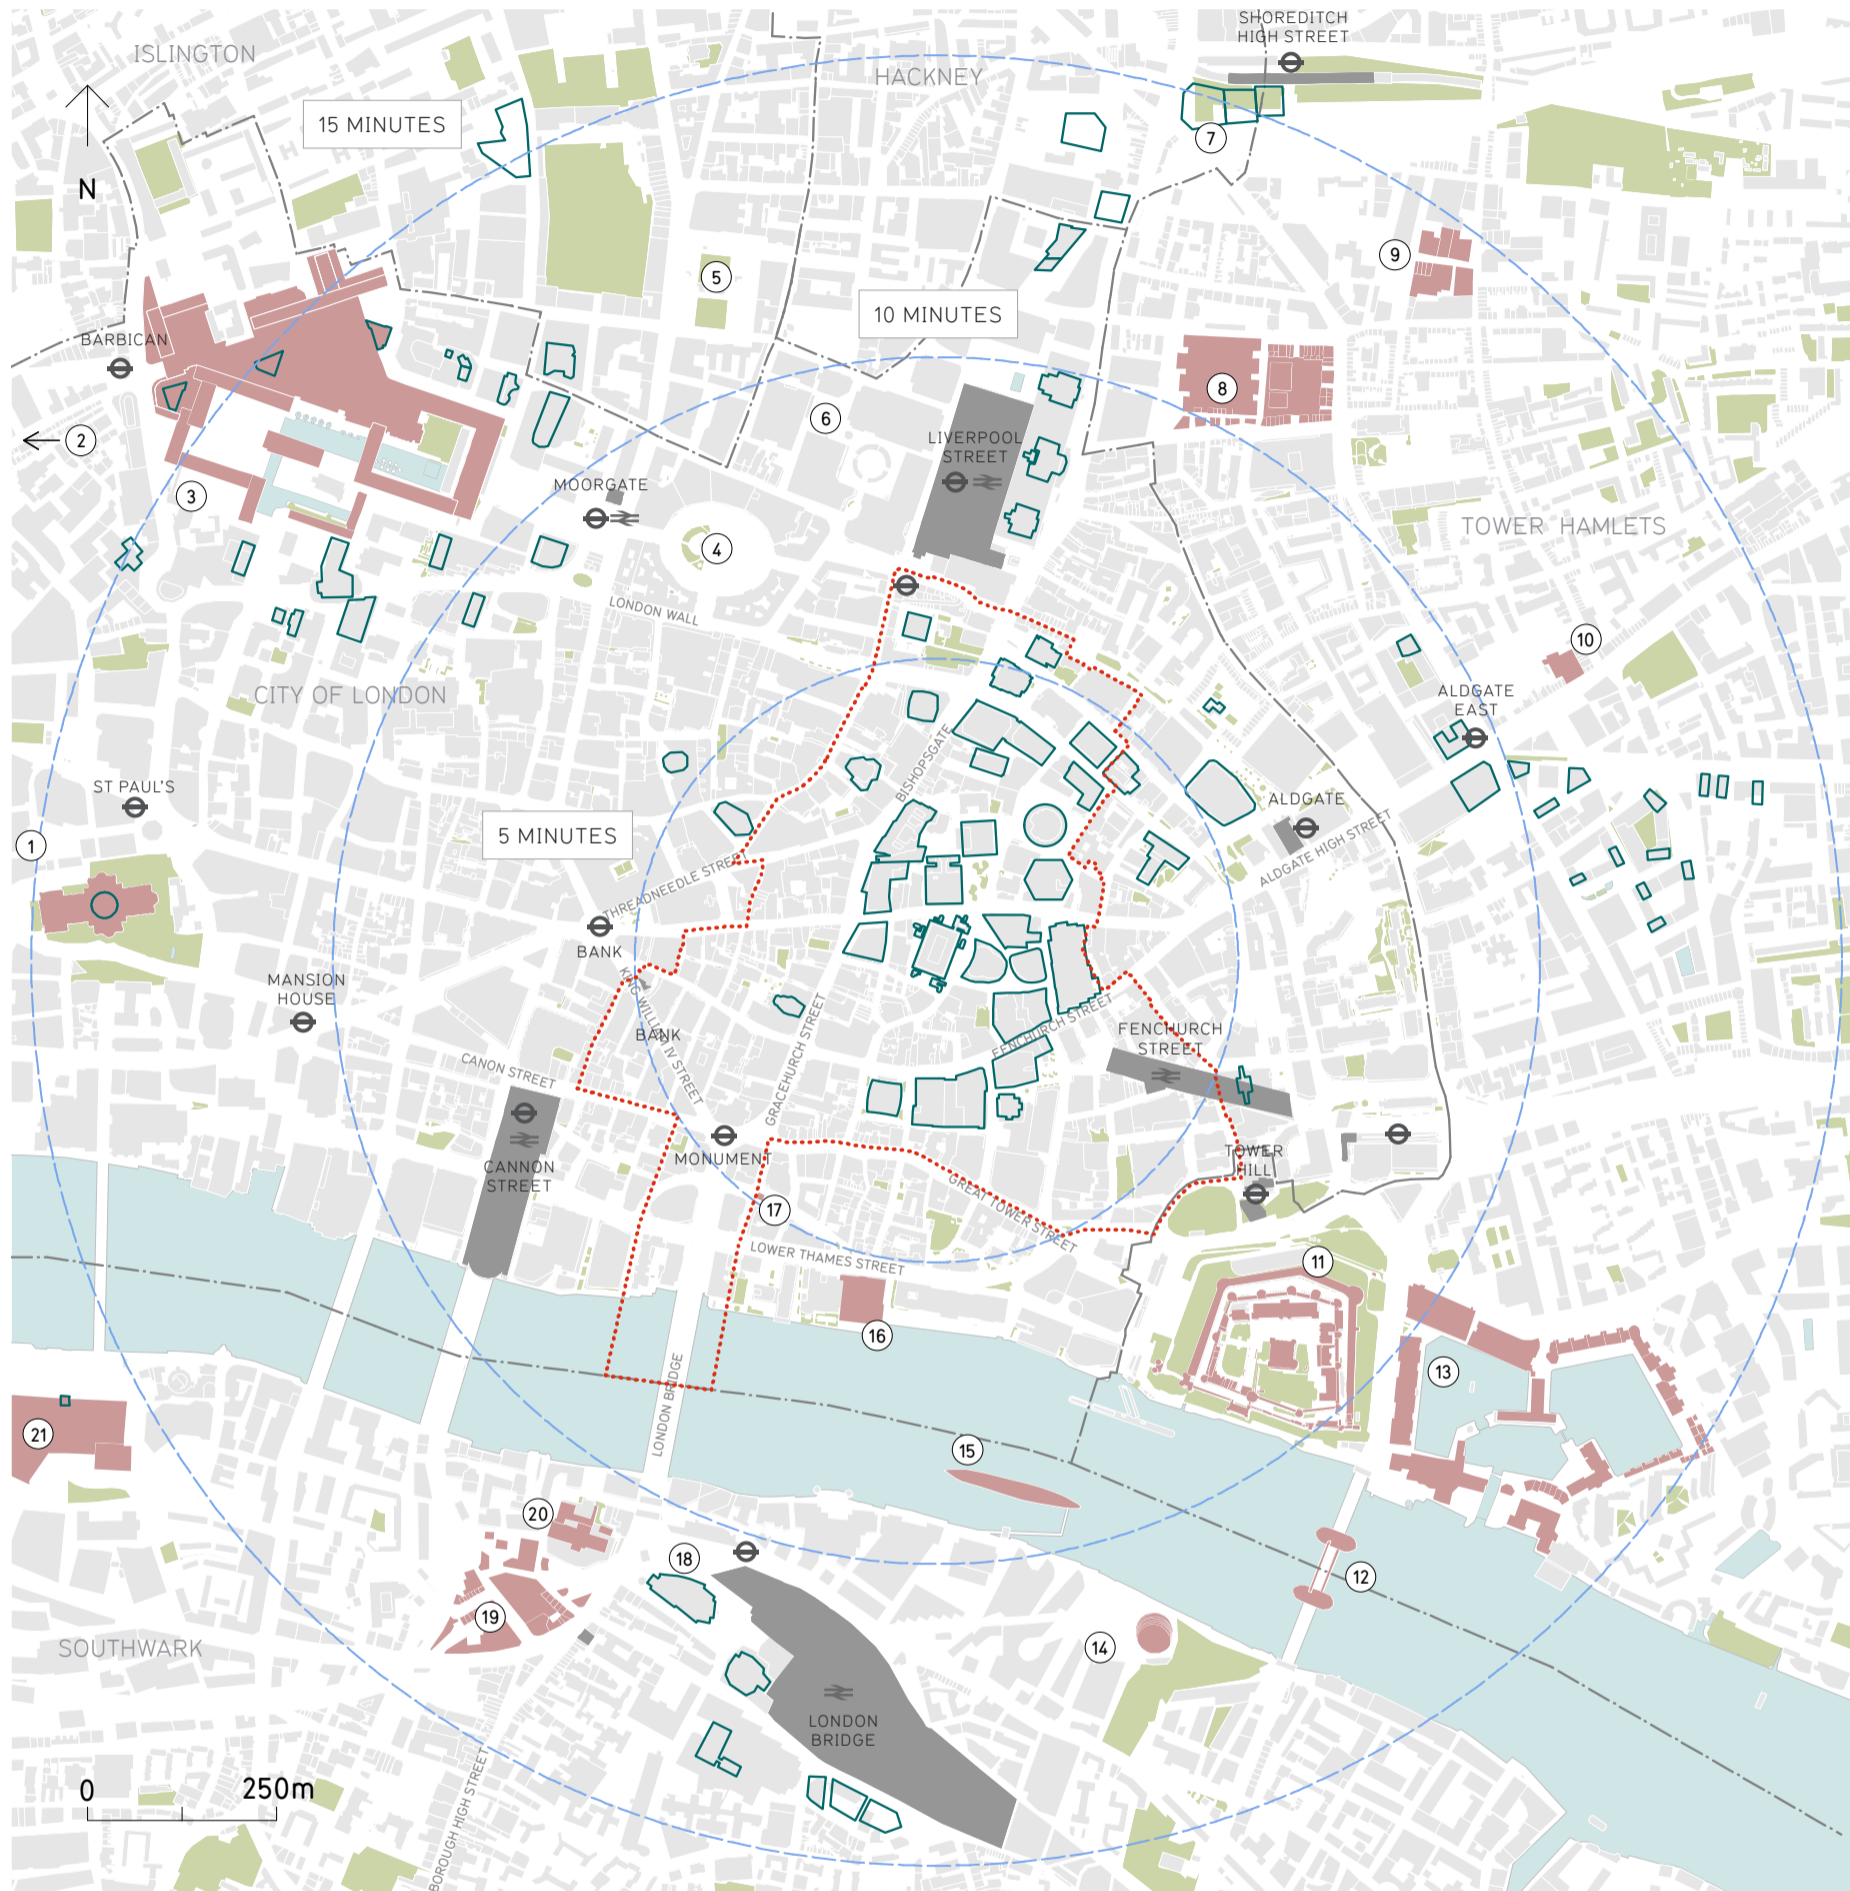 SHOREDITCH
HIGH STREET
ISLINGTON
HACKNEY
15 MINUTES
7
N
9
5
10 MINUTES
BARBICAN
8
6
2
LIVERPOOL
STREET
3
MOORGATE
TOWER HAMLETS
4
LONDON WALL
10
CITY OF LONDON
ALDGATE
EAST
BISHOPSGATE
ST PAUL'S
ALDGATE
5 MINUTES
1
ALDGATE HIGH STREET
THREADNEEDLE STREET
BANK
MANSION
HOUSE
KING WILLIAM IV STREET
GRACEHURCH STREET
FENCHURCH STREET
FENCHURCH
STREET
BANK
CANON STREET
MONUMENT
CANNON
STREET
TOWER
HILL
GREAT TOWER STREET
17
LOWER THAMES STREET
11
16
13
LONDON BRIDGE
21
15
20
18
12
19
14
SOUTHWARK
LONDON
BRIDGE
BOROUGH HIGH STREET
0 250m